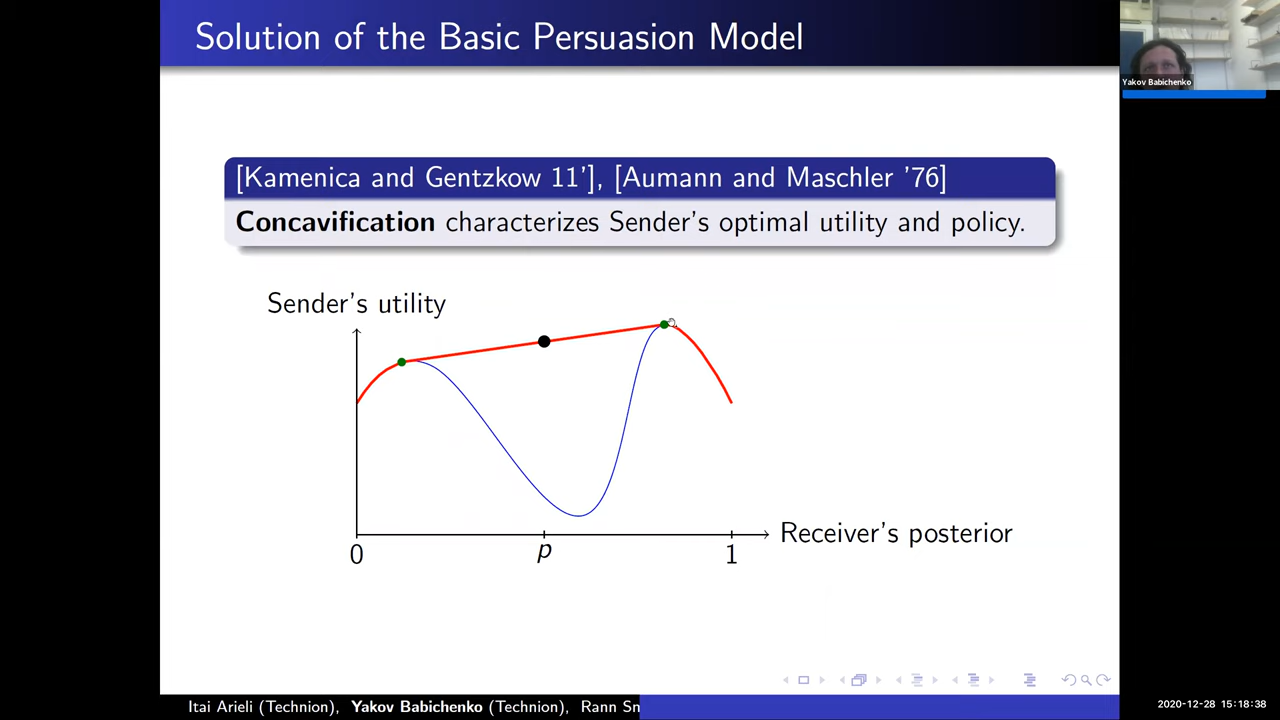 Solution of the Basic Persuasion Model
Yakov Babichenko
[Kamenica and Gentzkow 11'], [Aumann and Maschler '76]
Concavification characterizes Sender's optimal utility and policy.
Sender's utility
Receiver's posterior
0
p
1
Itai Arieli (Technion), Yakov Babichenko (Technion), Rann Sn
2020-12-28 15:18:38